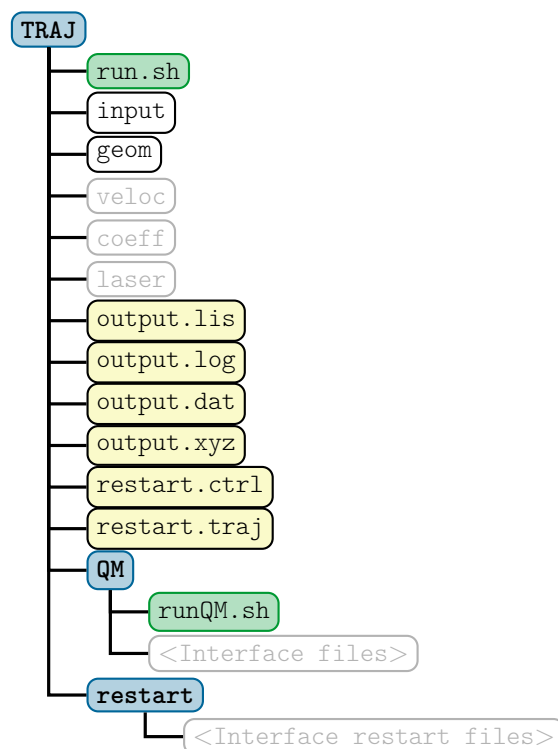 TRAJ
run.sh
input
geom
veloc
coeff
laser
output.lis
output.log
output.dat
output.xyz
restart.ctrl
restart.traj
QM
runQM.sh
<Interface files>
restart
<Interface restart files>